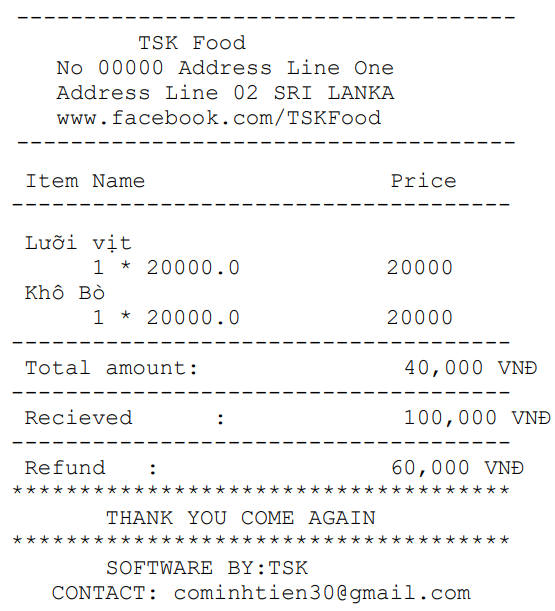 ---------------------------------------
TSK Food
No 00000 Address Line One
Address Line 02 SRI LANKA
www.facebook.com/TSKFood
---------------------------------------
Item Name Price
---------------------------------------
Lưỡi vịt
1 * 20000.0 20000
Khô Bò
1 * 20000.0 20000
---------------------------------------
Total amount: 40,000 VNĐ
---------------------------------------
Recieved : 100,000 VNĐ
---------------------------------------
Refund : 60,000 VNĐ
*************************************
THANK YOU COME AGAIN
*************************************
SOFTWARE BY:TSK
CONTACT: cominhtien30@gmail.com